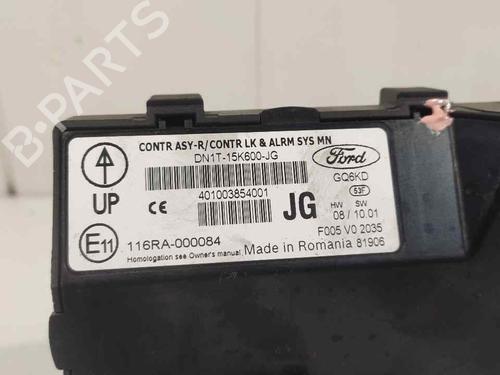 CONTR ASY-R/CONTR LK & ALRM SYS MN
DN1T-15K600-JG
Ford
GQ6KD
53F
UP
CE
401003854001
JG
HW SW
08 / 10.01
E11
116RA-000084
F005 V0 2035
Made in Romania 81906
Homologation see Owner's manual
B-PARTS